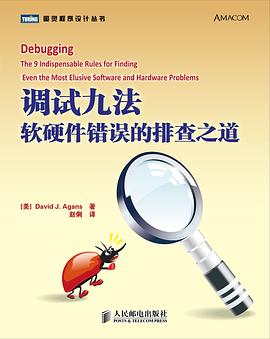 TURING 图灵程序设计丛书
AMACOM
Debugging
The 9 Indispensable Rules for Finding
Even the Most Elusive Software and Hardware Problems
调试九法
软硬件错误的排查之道
[美] David J. Agans 著
赵俐 译
人民邮电出版社
POSTS & TELECOM PRESS